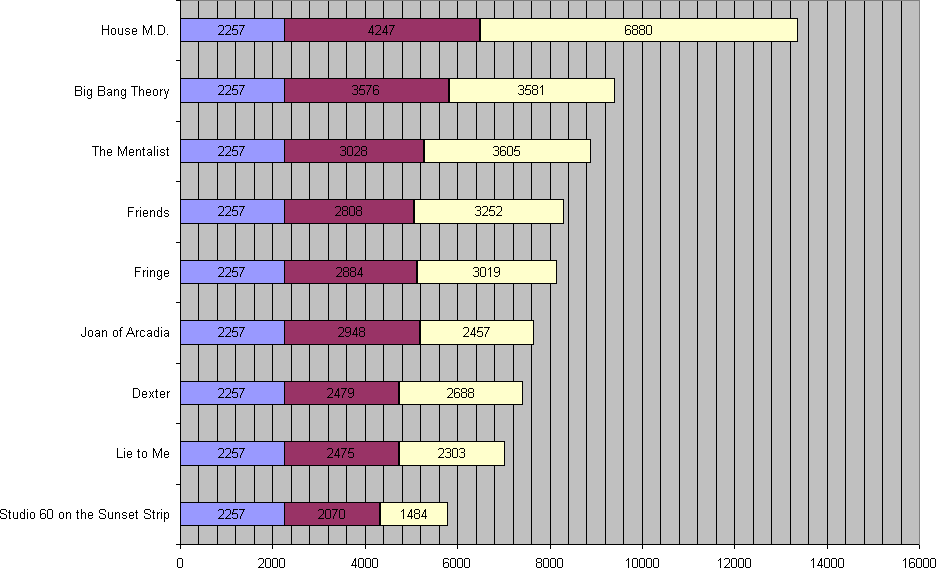 House M.D. 2257 4247 6880
Big Bang Theory 2257 3576 3581
The Mentalist 2257 3028 3605
Friends 2257 2808 3252
Fringe 2257 2884 3019
Joan of Arcadia 2257 2948 2457
Dexter 2257 2479 2688
Lie to Me 2257 2475 2303
Studio 60 on the Sunset Strip 2257 2070 1484
0 2000 4000 6000 8000 10000 12000 14000 16000